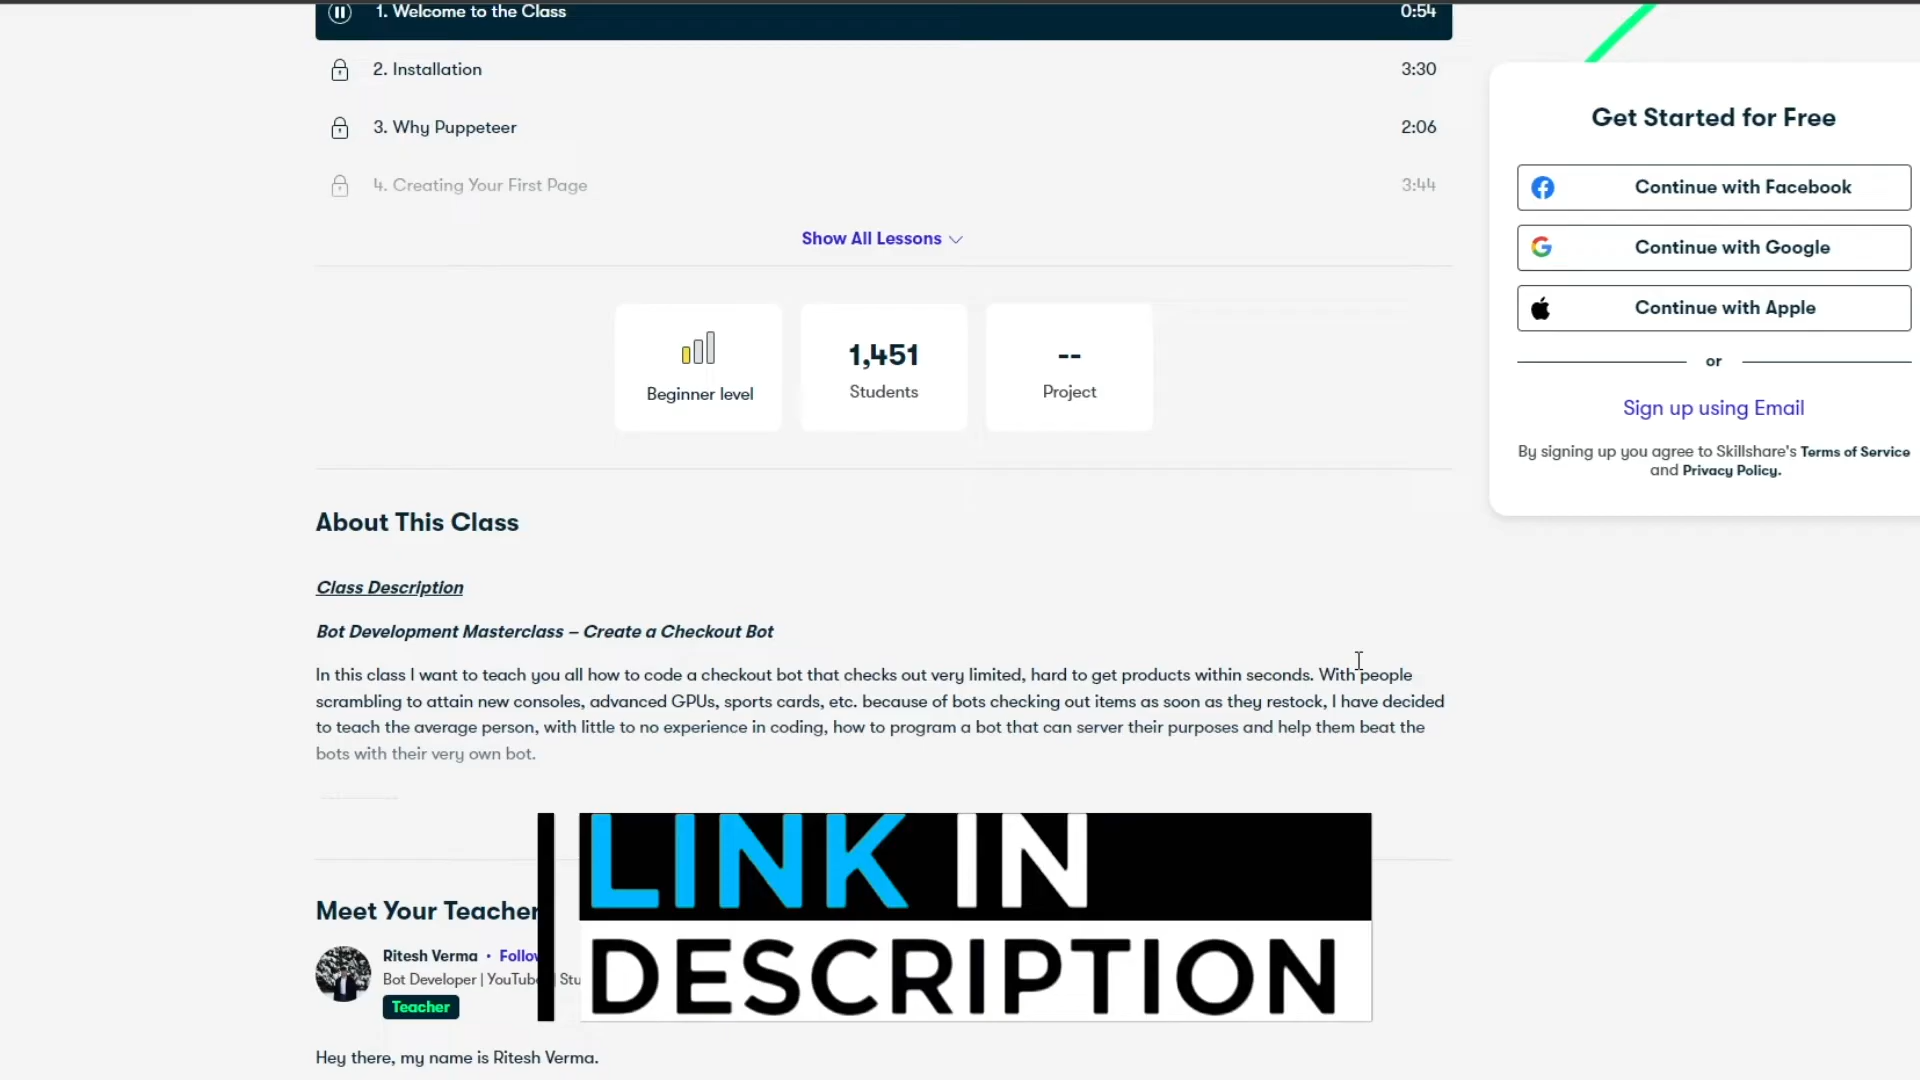 1. Welcome to the Class 0:54
2. Installation 3:30
3. Why Puppeteer 2:06
4. Creating Your First Page 3:44
Show All Lessons
Beginner level
1,451
Students
--
Project
About This Class
Class Description
Bot Development Masterclass – Create a Checkout Bot
In this class I want to teach you all how to code a checkout bot that checks out very limited, hard to get products within seconds. With people
scrambling to attain new consoles, advanced GPUs, sports cards, etc. because of bots checking out items as soon as they restock, I have decided
to teach the average person, with little to no experience in coding, how to program a bot that can server their purposes and help them beat the
bots with their very own bot.
Meet Your Teacher
Ritesh Verma • Follow
Bot Developer | YouTube | Stu
Teacher
Hey there, my name is Ritesh Verma.
LINK IN
DESCRIPTION
Get Started for Free
Continue with Facebook
Continue with Google
Continue with Apple
or
Sign up using Email
By signing up you agree to Skillshare's Terms of Service
and Privacy Policy.